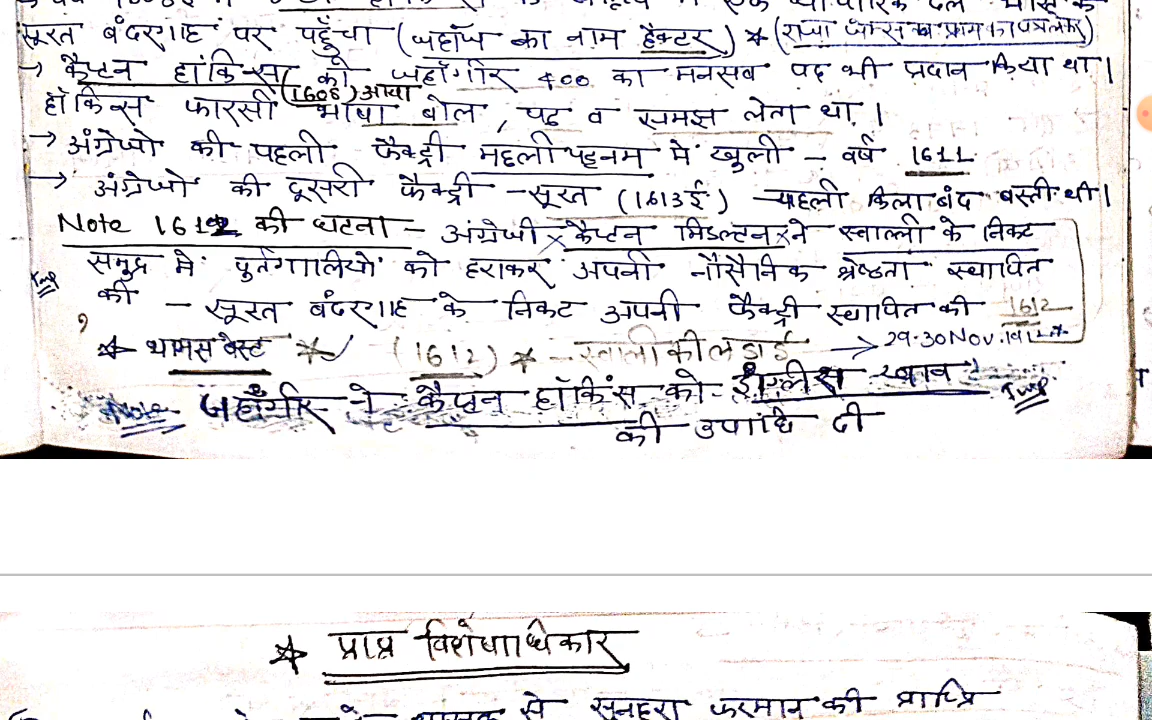 सूरत बंदरगाह पर पहुँचा (जहाँज का नाम हैक्टर) * (राजा जेम्स
→ कैप्टन हांकिन्स को जहाँगीर 400 का मनसब पद भी प्रदान किया था।
(1608) आया
हॉकिंस फारसी भाषा बोल, पढ व समझ लेता था।
→ अंग्रेजो की पहली फैक्ट्री मछलीपट्टनम में खुली - वर्ष 1611
→ अंग्रेजो की दूसरी फैक्ट्री - सूरत (1613ई) - पहली किला बंद बस्ती थी।
Note 1612 की घटना - अंग्रेजी x कैप्टन मिडल्टन x ने स्वाल्ली के निकट
Imp समुद्र में पुर्तगालियों को हराकर अपनी नौसैनिक श्रेष्ठता स्थापित
की - सूरत बंदरगाह के निकट अपनी फैक्ट्री स्थापित की 1612
* थामस बेस्ट * (1612) * - स्वाली की लडाई → 29-30 Nov.
Note- जहाँगीर ने कैप्टन हॉकिंस को - इंग्लीस खान Imp
की उपाधि दी
* प्राप्त विशेषाधिकार
से सुनहरा फरमान की प्राप्ति